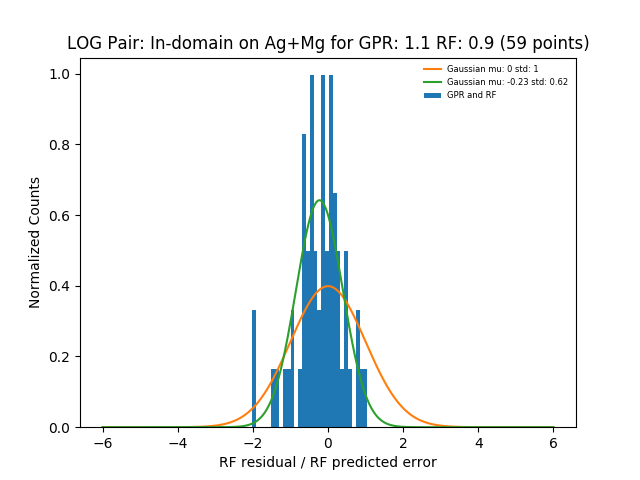 LOG Pair: In-domain on Ag+Mg for GPR: 1.1 RF: 0.9 (59 points)
Gaussian mu: 0 std: 1
Gaussian mu: -0.23 std: 0.62
GPR and RF
Normalized Counts
1.0
0.8
0.6
0.4
0.2
0.0
−6 −4 −2 0 2 4 6
RF residual / RF predicted error